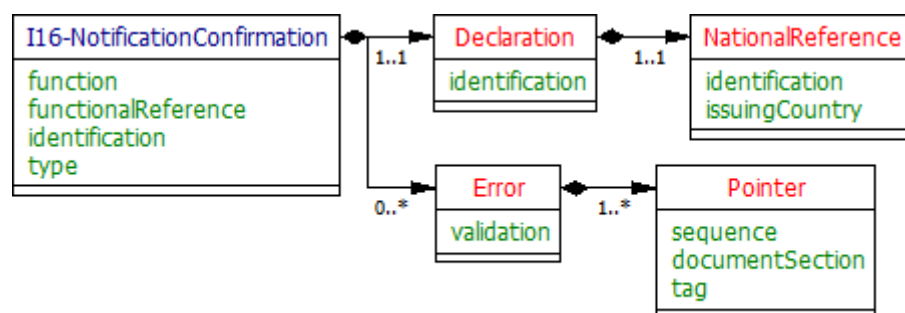 I16-NotificationConfirmation
function
functionalReference
identification
type
1..1
Declaration
identification
1..1
NationalReference
identification
issuingCountry
0..*
Error
validation
1..*
Pointer
sequence
documentSection
tag